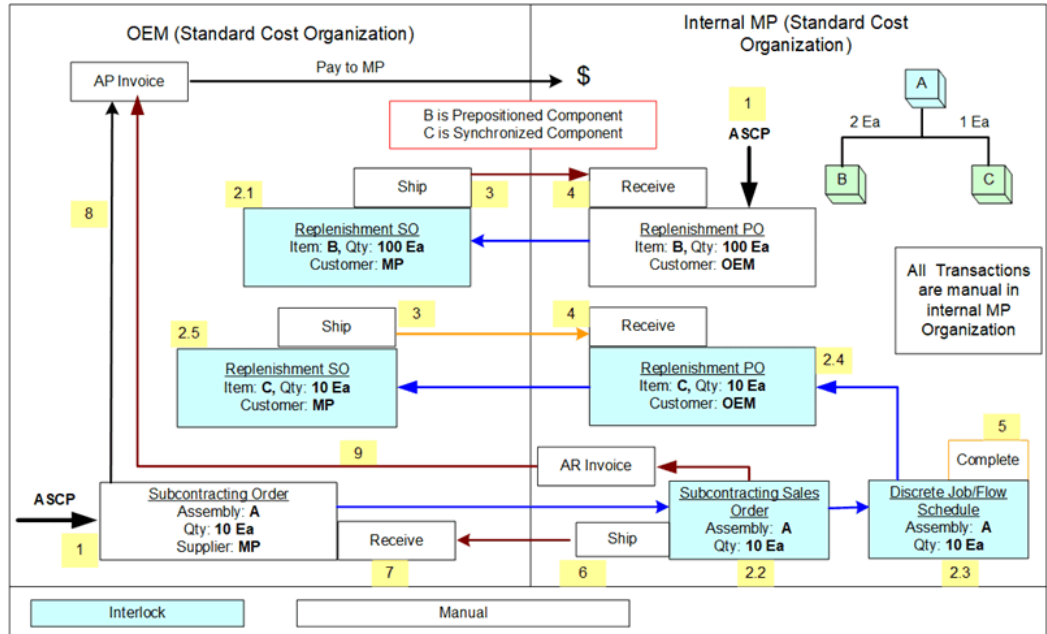 OEM (Standard Cost Organization)
Internal MP (Standard Cost
Organization)
AP Invoice
Pay to MP
$
B is Prepositioned Component
C is Synchronized Component
1
ASCP
A
2 Ea
1 Ea
B
C
8
2.1
Ship
3
4
Receive
Replenishment SO
Item: B, Qty: 100 Ea
Customer: MP
Replenishment PO
Item: B, Qty: 100 Ea
Customer: OEM
All Transactions
are manual in
internal MP
Organization
2.5
Ship
3
4
Receive
Replenishment SO
Item: C, Qty: 10 Ea
Customer: MP
Replenishment PO
Item: C, Qty: 10 Ea
Customer: OEM
2.4
5
Complete
9
AR Invoice
ASCP
1
Subcontracting Order
Assembly: A
Qty: 10 Ea
Supplier: MP
Receive
7
Ship
6
Subcontracting Sales
Order
Assembly: A
Qty: 10 Ea
2.2
Discrete Job/Flow
Schedule
Assembly: A
Qty: 10 Ea
2.3
Interlock
Manual